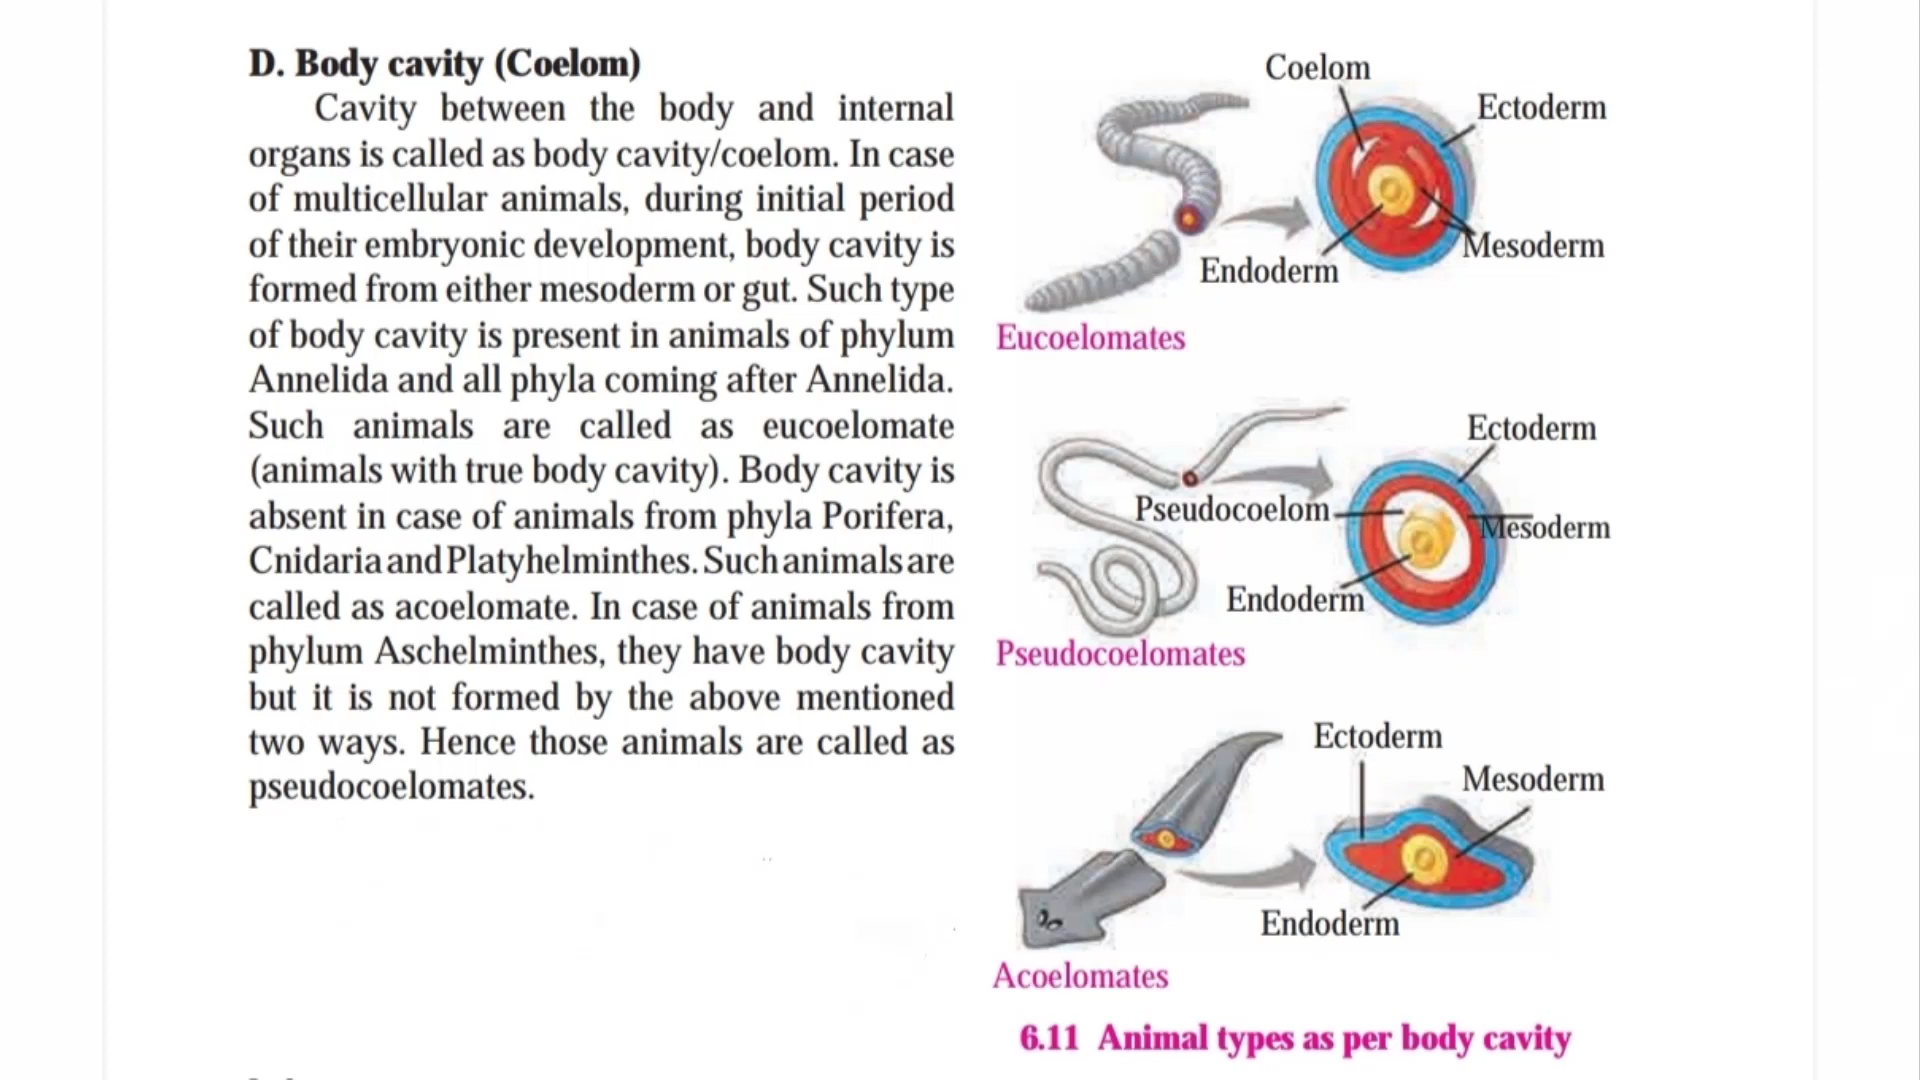 D. Body cavity (Coelom)
Cavity between the body and internal
organs is called as body cavity/coelom. In case
of multicellular animals, during initial period
of their embryonic development, body cavity is
formed from either mesoderm or gut. Such type
of body cavity is present in animals of phylum
Annelida and all phyla coming after Annelida.
Such animals are called as eucoelomate
(animals with true body cavity). Body cavity is
absent in case of animals from phyla Porifera,
Cnidaria and Platyhelminthes. Such animals are
called as acoelomate. In case of animals from
phylum Aschelminthes, they have body cavity
but it is not formed by the above mentioned
two ways. Hence those animals are called as
pseudocoelomates.
Coelom
Ectoderm
Mesoderm
Endoderm
Eucoelomates
Ectoderm
Pseudocoelom
Mesoderm
Endoderm
Pseudocoelomates
Ectoderm
Mesoderm
Endoderm
Acoelomates
6.11 Animal types as per body cavity